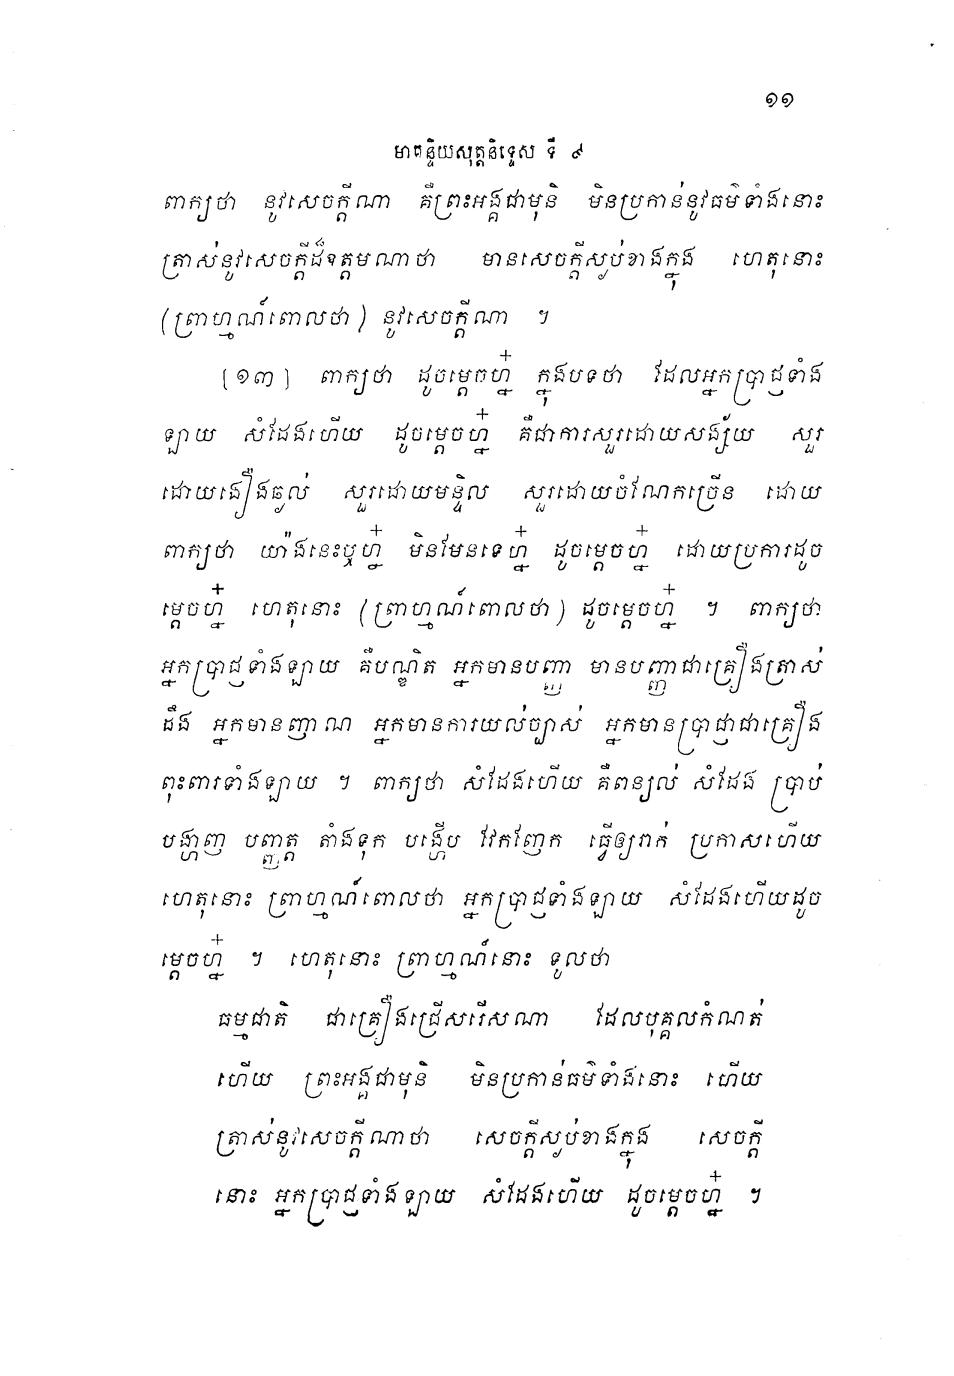 ១១
មាគន្ទិយសុត្តនិទ្ទេស ទី ៩
ពាក្យថា នូវសេចក្តីណា គឺព្រះអង្គជាមុនិ មិនប្រកាន់នូវធម៌ទាំងនោះ
ត្រាស់នូវសេចក្តីដ៏ឧត្តមណាថា មានសេចក្តីស្ងប់ខាងក្នុង ហេតុនោះ
(ព្រាហ្មណ៍ពោលថា) នូវសេចក្តីណា ។
[១៣] ពាក្យថា ដូចម្តេចហ្ន៎ ក្នុងបទថា ដែលអ្នកប្រាជ្ញទាំង
ឡាយ សំដែងហើយ ដូចម្តេចហ្ន៎ គឺជាការសួរដោយសង្ស័យ សួរ
ដោយងឿងឆ្ងល់ សួរដោយមន្ទិល សួរដោយចំណែកច្រើន ដោយ
ពាក្យថា យ៉ាងនេះឬហ្ន៎ មិនមែនទេហ្ន៎ ដូចម្តេចហ្ន៎ ដោយប្រការដូច
ម្តេចហ្ន៎ ហេតុនោះ (ព្រាហ្មណ៍ពោលថា) ដូចម្តេចហ្ន៎ ។ ពាក្យថា
អ្នកប្រាជ្ញទាំងឡាយ គឺបណ្ឌិត អ្នកមានបញ្ញា មានបញ្ញាជាគ្រឿងត្រាស់
ដឹង អ្នកមានញាណ អ្នកមានការយល់ច្បាស់ អ្នកមានប្រាជ្ញាជាគ្រឿង
ពុះពារទាំងឡាយ ។ ពាក្យថា សំដែងហើយ គឺពន្យល់ សំដែង ប្រាប់
បង្ហាញ បញ្ញត្ត តាំងទុក បង្ហើប វែកញែក ធ្វើឲ្យរាក់ ប្រកាសហើយ
ហេតុនោះ ព្រាហ្មណ៍ពោលថា អ្នកប្រាជ្ញទាំងឡាយ សំដែងហើយដូច
ម្តេចហ្ន៎ ។ ហេតុនោះ ព្រាហ្មណ៍នោះ ទូលថា
ធម្មជាតិ ជាគ្រឿងជ្រើសរើសណា ដែលបុគ្គលកំណត់
ហើយ ព្រះអង្គជាមុនិ មិនប្រកាន់ធម៌ទាំងនោះ ហើយ
ត្រាស់នូវសេចក្តីណាថា សេចក្តីស្ងប់ខាងក្នុង សេចក្តី
នោះ អ្នកប្រាជ្ញទាំងឡាយ សំដែងហើយ ដូចម្តេចហ្ន៎ ។